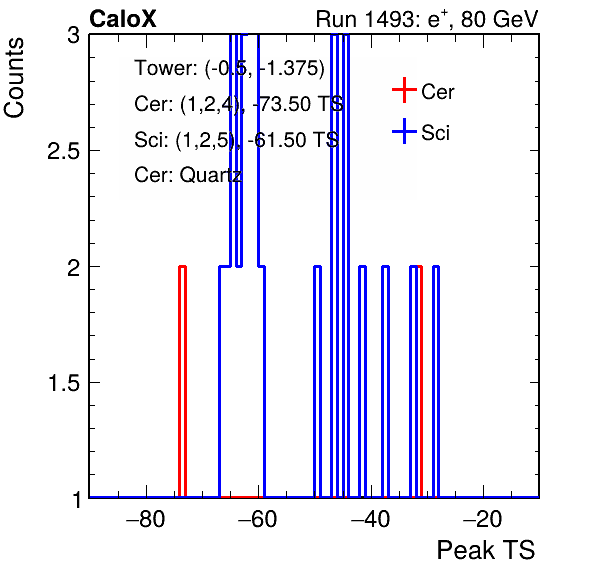 CaloX Run 1493: e+, 80 GeV
Counts
3
2.5
2
1.5
1
Tower: (-0.5, -1.375)
Cer: (1,2,4), -73.50 TS
Sci: (1,2,5), -61.50 TS
Cer: Quartz
Cer
Sci
−80 −60 −40 −20
Peak TS